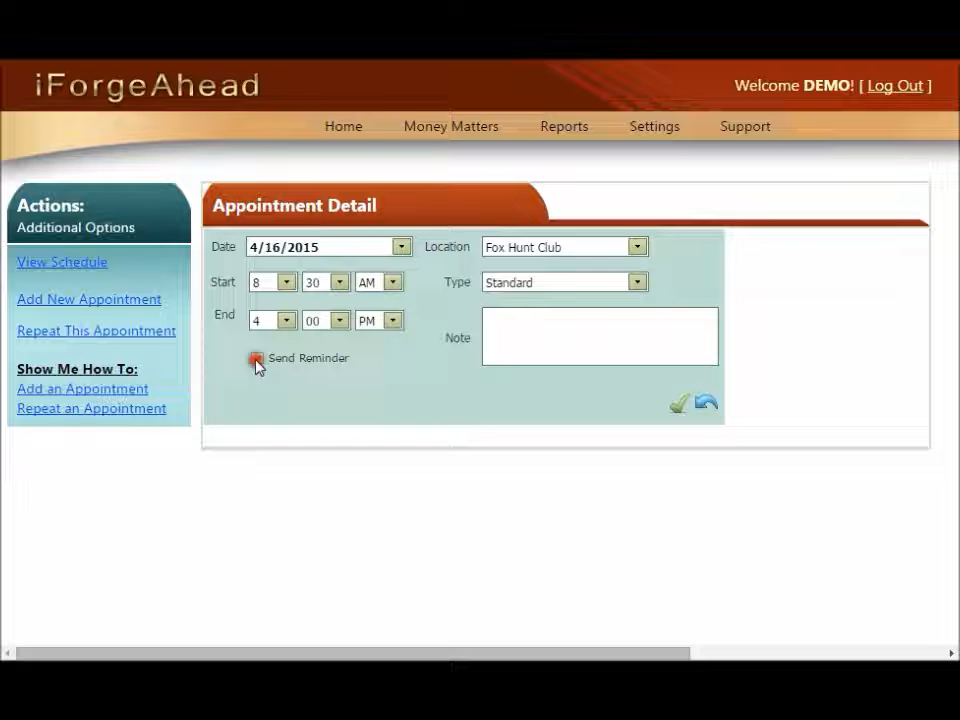 iForgeAhead
Welcome DEMO! [ Log Out ]
Home Money Matters Reports Settings Support
Actions:
Additional Options
View Schedule
Add New Appointment
Repeat This Appointment
Show Me How To:
Add an Appointment
Repeat an Appointment
Appointment Detail
Date 4/16/2015 Location Fox Hunt Club
Start 8 30 AM Type Standard
End 4 00 PM Note
Send Reminder